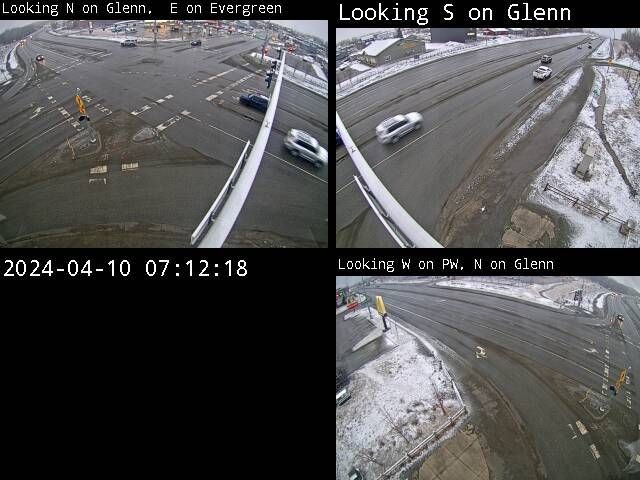 Looking N on Glenn, E on Evergreen
Looking S on Glenn
2024-04-10 07:12:18
Looking W on PW, N on Glenn